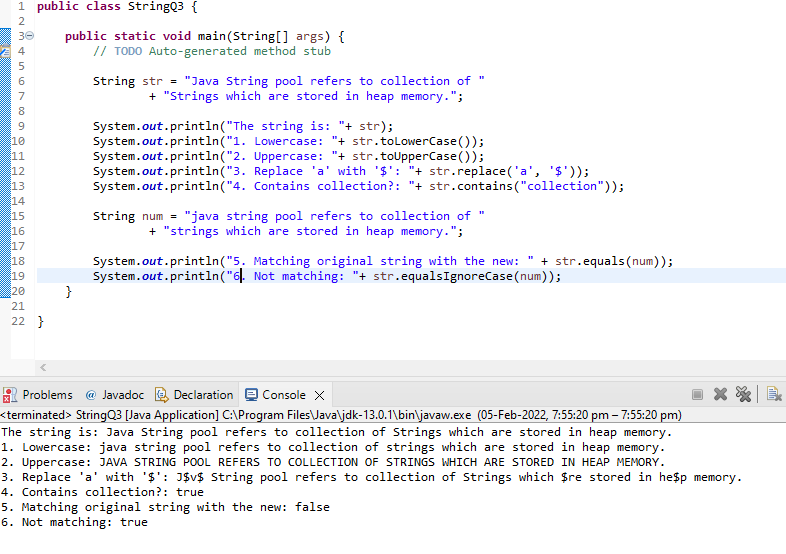 1 public class StringQ3 {
2
3 public static void main(String[] args) {
4 // TODO Auto-generated method stub
5
6 String str = "Java String pool refers to collection of "
7 + "Strings which are stored in heap memory.";
8
9 System.out.println("The string is: "+ str);
10 System.out.println("1. Lowercase: "+ str.toLowerCase());
11 System.out.println("2. Uppercase: "+ str.toUpperCase());
12 System.out.println("3. Replace 'a' with '$': "+ str.replace('a', '$'));
13 System.out.println("4. Contains collection?: "+ str.contains("collection"));
14
15 String num = "java string pool refers to collection of "
16 + "strings which are stored in heap memory.";
17
18 System.out.println("5. Matching original string with the new: " + str.equals(num));
19 System.out.println("6. Not matching: "+ str.equalsIgnoreCase(num));
20 }
21
22 }
Problems @ Javadoc Declaration Console
<terminated> StringQ3 [Java Application] C:\Program Files\Java\jdk-13.0.1\bin\javaw.exe (05-Feb-2022, 7:55:20 pm – 7:55:20 pm)
The string is: Java String pool refers to collection of Strings which are stored in heap memory.
1. Lowercase: java string pool refers to collection of strings which are stored in heap memory.
2. Uppercase: JAVA STRING POOL REFERS TO COLLECTION OF STRINGS WHICH ARE STORED IN HEAP MEMORY.
3. Replace 'a' with '$': J$v$ String pool refers to collection of Strings which $re stored in he$p memory.
4. Contains collection?: true
5. Matching original string with the new: false
6. Not matching: true